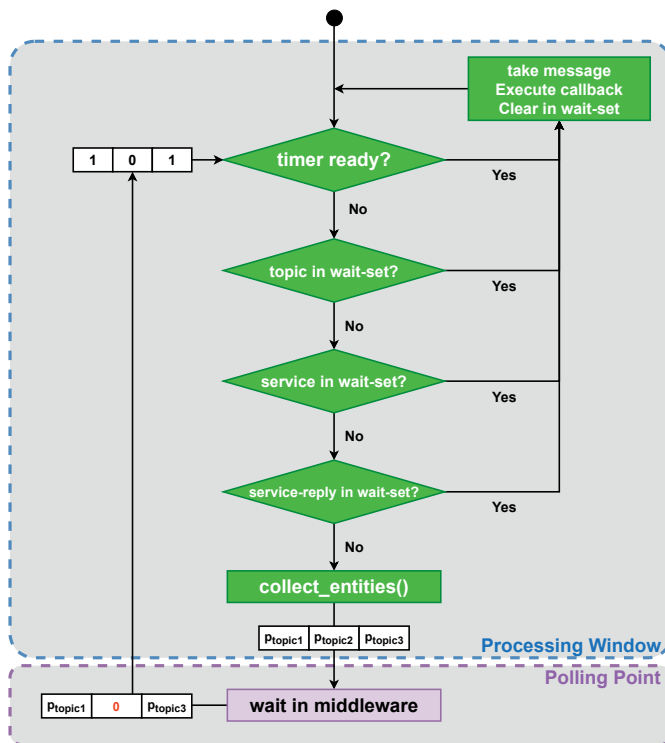 take message
Execute callback
Clear in wait-set
1 0 1
timer ready?
Yes
No
topic in wait-set?
Yes
No
service in wait-set?
Yes
No
service-reply in wait-set?
Yes
No
collect_entities()
ptopic1 ptopic2 ptopic3
Processing Window
Polling Point
ptopic1 0 ptopic3
wait in middleware